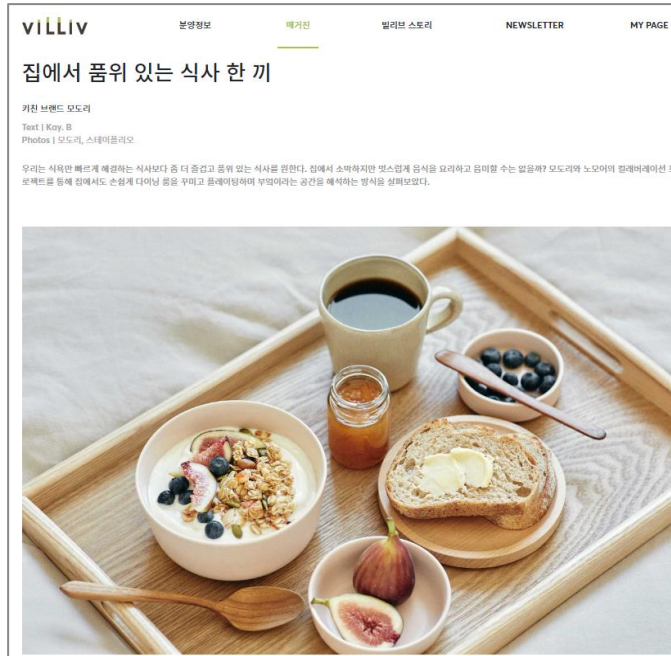 VILLIV
분양정보 매거진 빌리브 스토리 NEWSLETTER MY PAGE
집에서 품위 있는 식사 한 끼
키친 브랜드 모도리
Text | Kay. B
Photos | 모도리, 스테이폴리오
우리는 식욕만 빠르게 해결하는 식사보다 좀 더 즐겁고 품위 있는 식사를 원한다. 집에서 소박하지만 멋스럽게 음식을 요리하고 음미할 수는 없을까? 모도리와 노모어의 컬래버레이션 프
로젝트를 통해 집에서도 손쉽게 다이닝 룸을 꾸미고 플레이팅하며 부엌이라는 공간을 해석하는 방식을 살펴보았다.